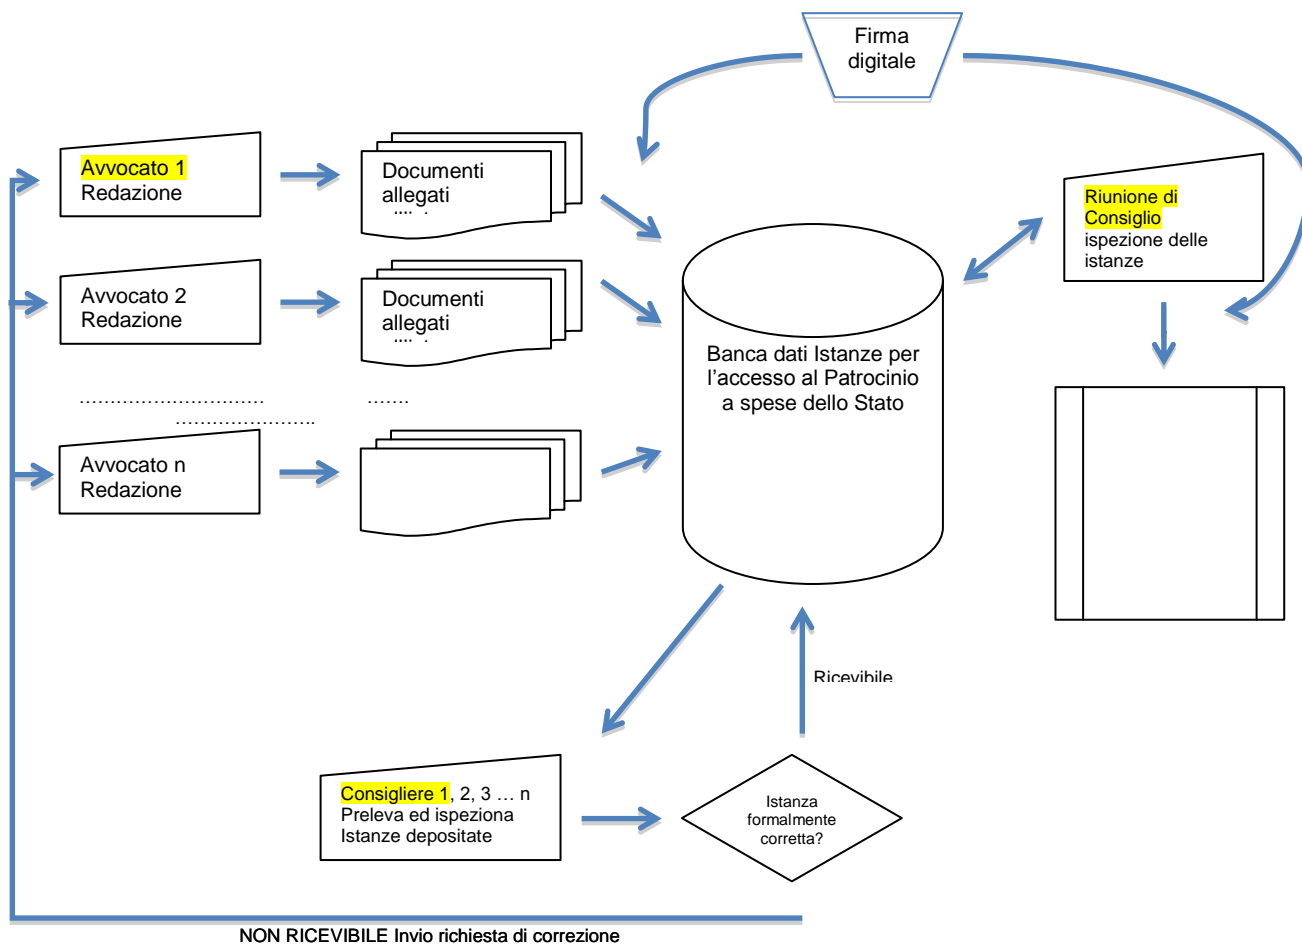 Firma
digitale
Avvocato 1
Redazione
Documenti
allegati
Riunione di
Consiglio
ispezione delle
istanze
Avvocato 2
Redazione
Documenti
allegati
Banca dati Istanze per
l'accesso al Patrocinio
a spese dello Stato
…………………………. …….
…………………..
Avvocato n
Redazione
Ricevibile
Consigliere 1, 2, 3 … n
Preleva ed ispeziona
Istanze depositate
Istanza
formalmente
corretta?
NON RICEVIBILE Invio richiesta di correzione